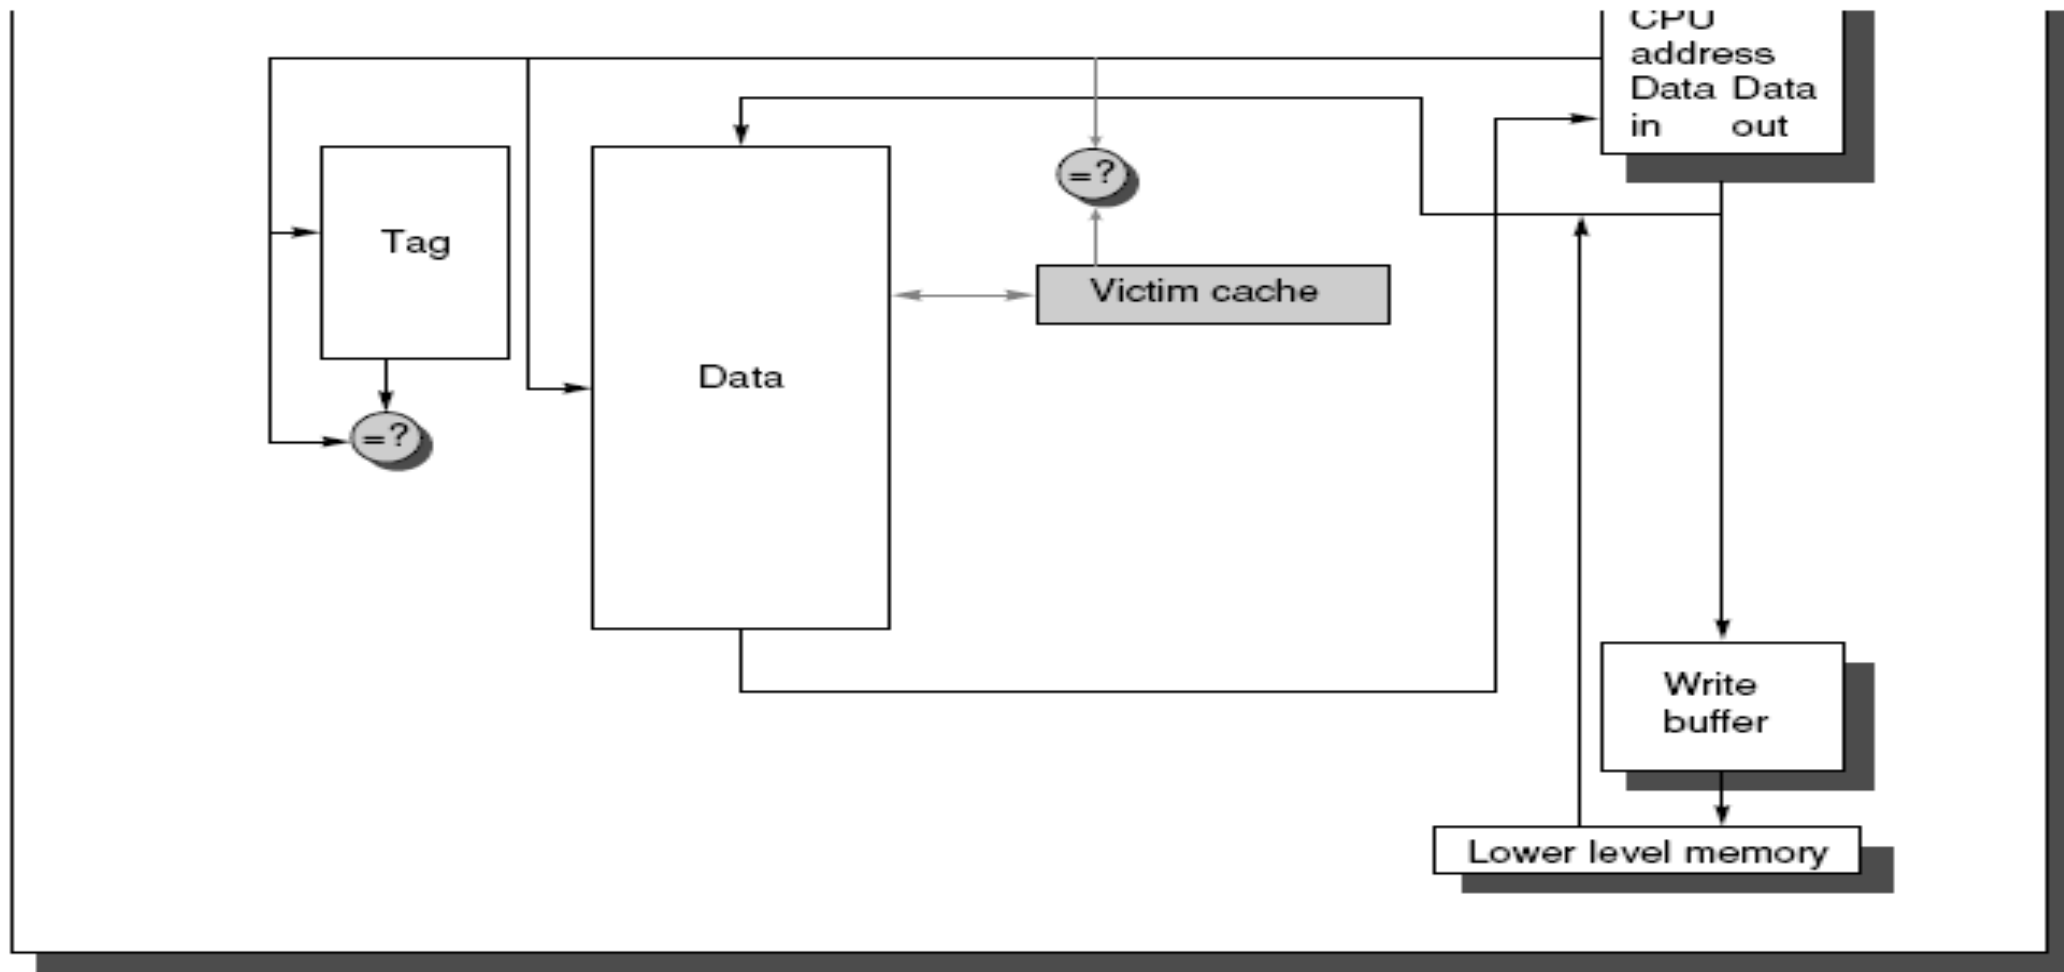 CPU
address
Data Data
in out
=?
Tag
Victim cache
Data
=?
Write
buffer
Lower level memory